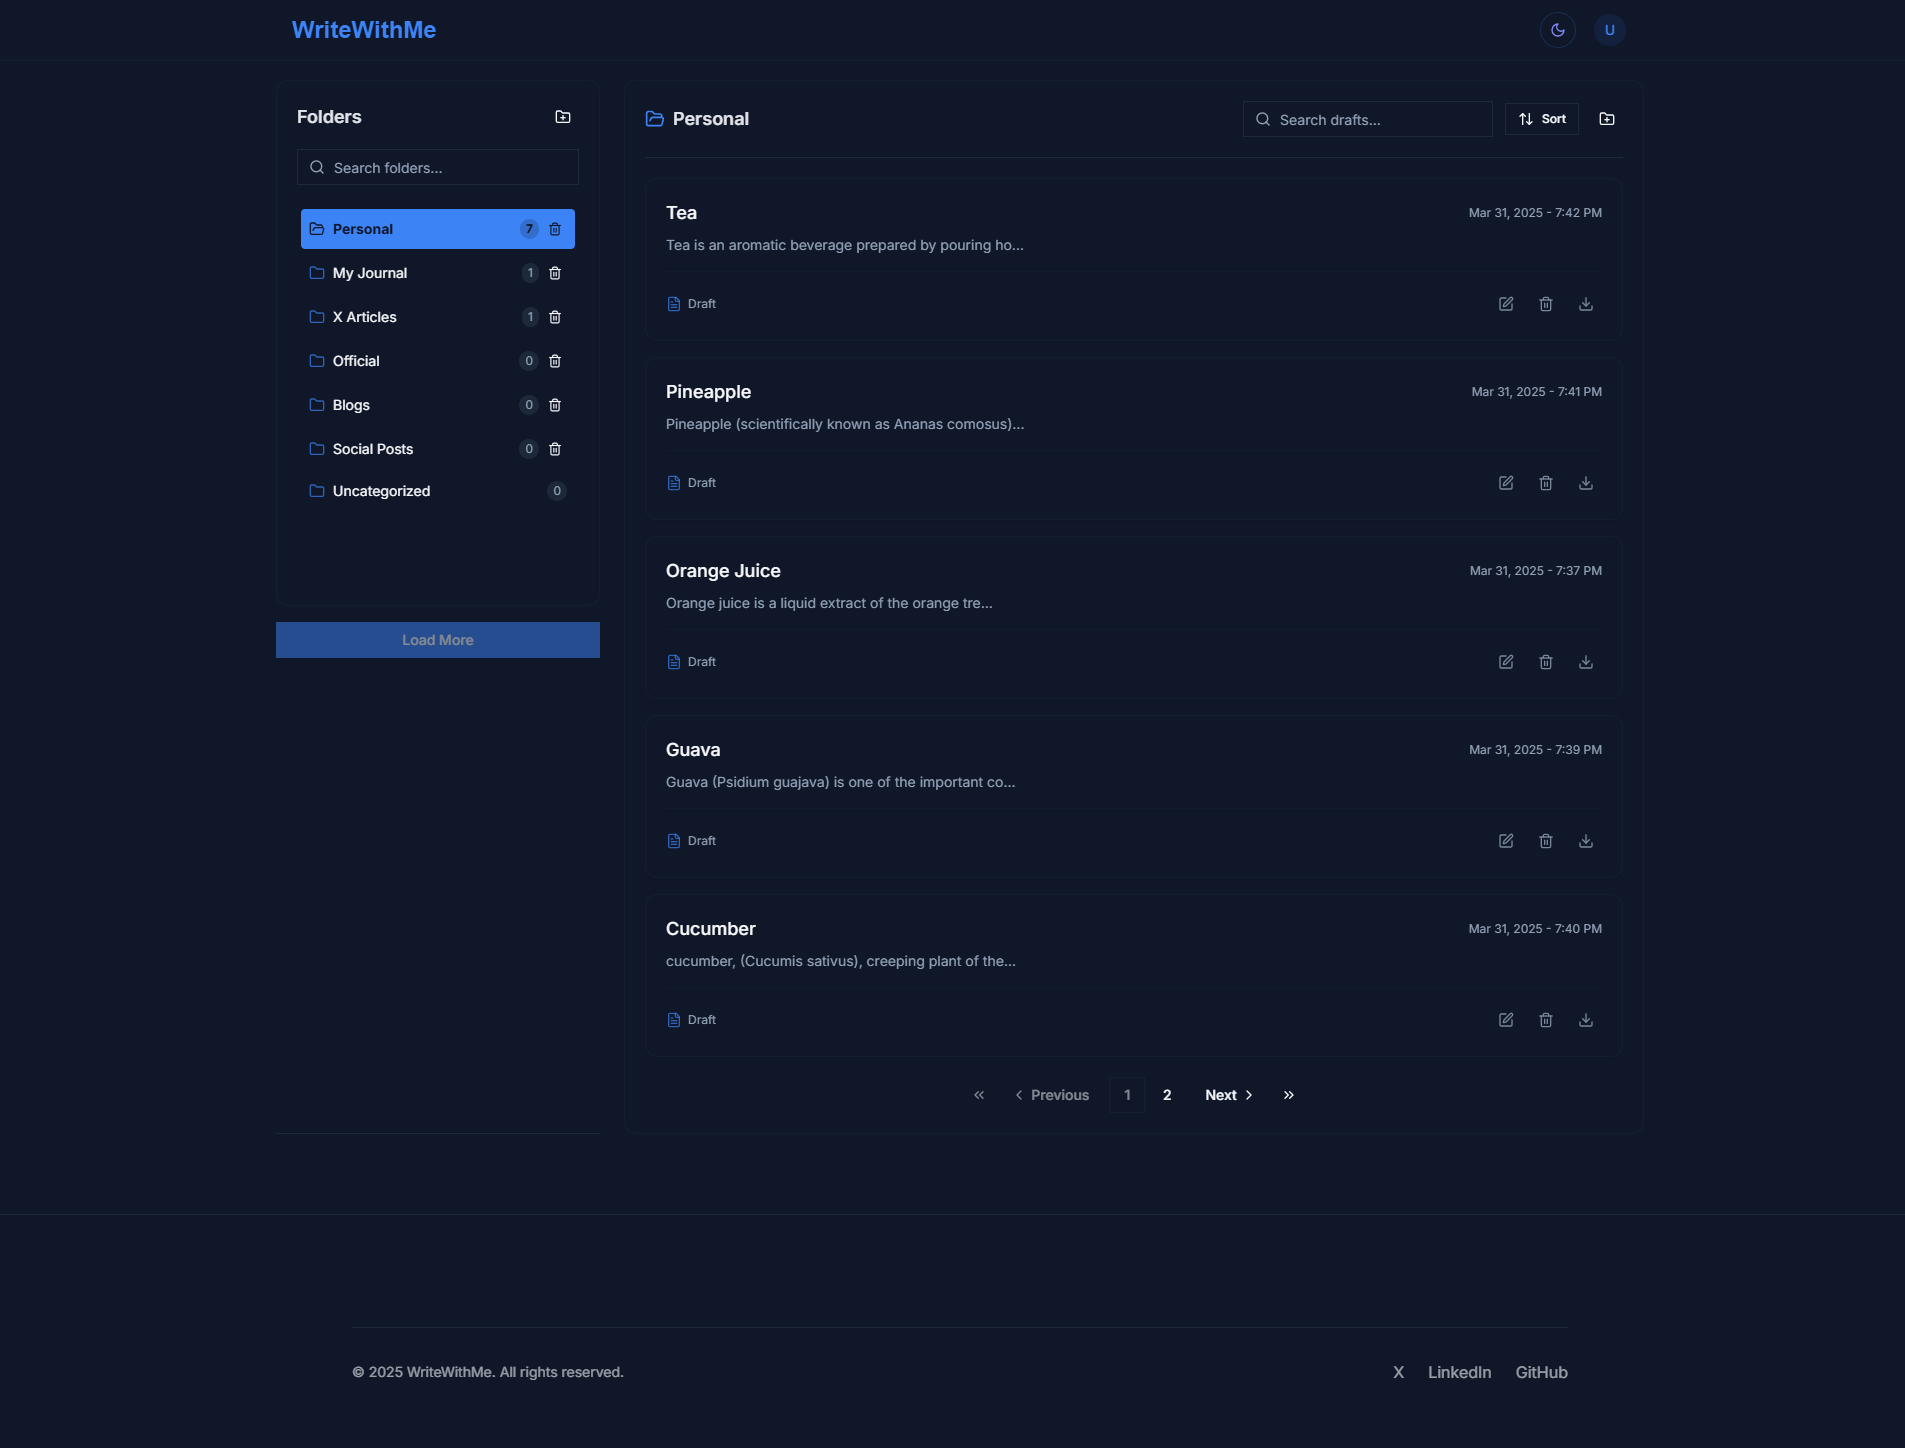 WriteWithMe
U
Folders
Search folders...
Personal 7
My Journal 1
X Articles 1
Official 0
Blogs 0
Social Posts 0
Uncategorized 0
Load More
Personal
Search drafts...
Sort
Tea
Mar 31, 2025 - 7:42 PM
Tea is an aromatic beverage prepared by pouring ho...
Draft
Pineapple
Mar 31, 2025 - 7:41 PM
Pineapple (scientifically known as Ananas comosus)...
Draft
Orange Juice
Mar 31, 2025 - 7:37 PM
Orange juice is a liquid extract of the orange tre...
Draft
Guava
Mar 31, 2025 - 7:39 PM
Guava (Psidium guajava) is one of the important co...
Draft
Cucumber
Mar 31, 2025 - 7:40 PM
cucumber, (Cucumis sativus), creeping plant of the...
Draft
« ‹ Previous 1 2 Next › »
© 2025 WriteWithMe. All rights reserved.
X LinkedIn GitHub